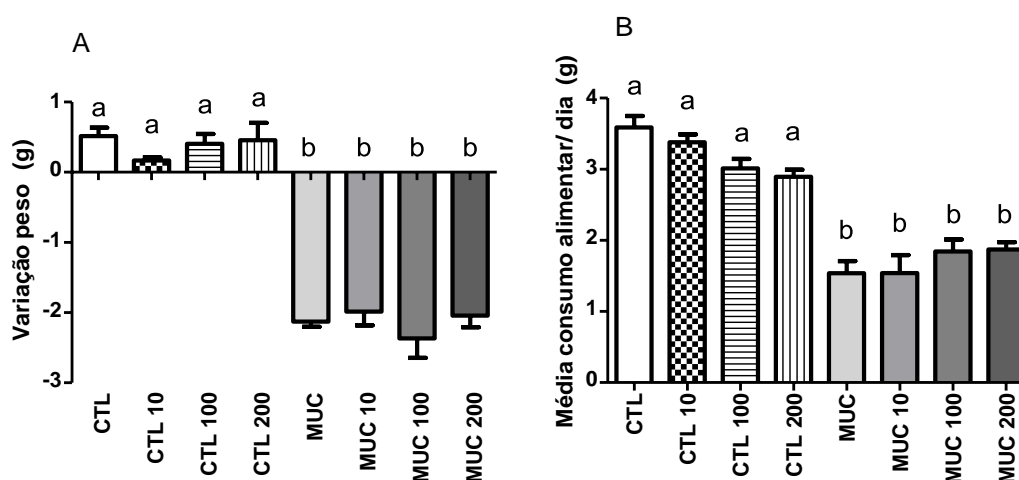 A
Variação peso (g)
1
0
-1
-2
-3
a
a
a
a
b
b
b
b
CTL
CTL 10
CTL 100
CTL 200
MUC
MUC 10
MUC 100
MUC 200
B
Média consumo alimentar/ dia (g)
4
3
2
1
0
a
a
a
a
b
b
b
b
CTL
CTL 10
CTL 100
CTL 200
MUC
MUC 10
MUC 100
MUC 200